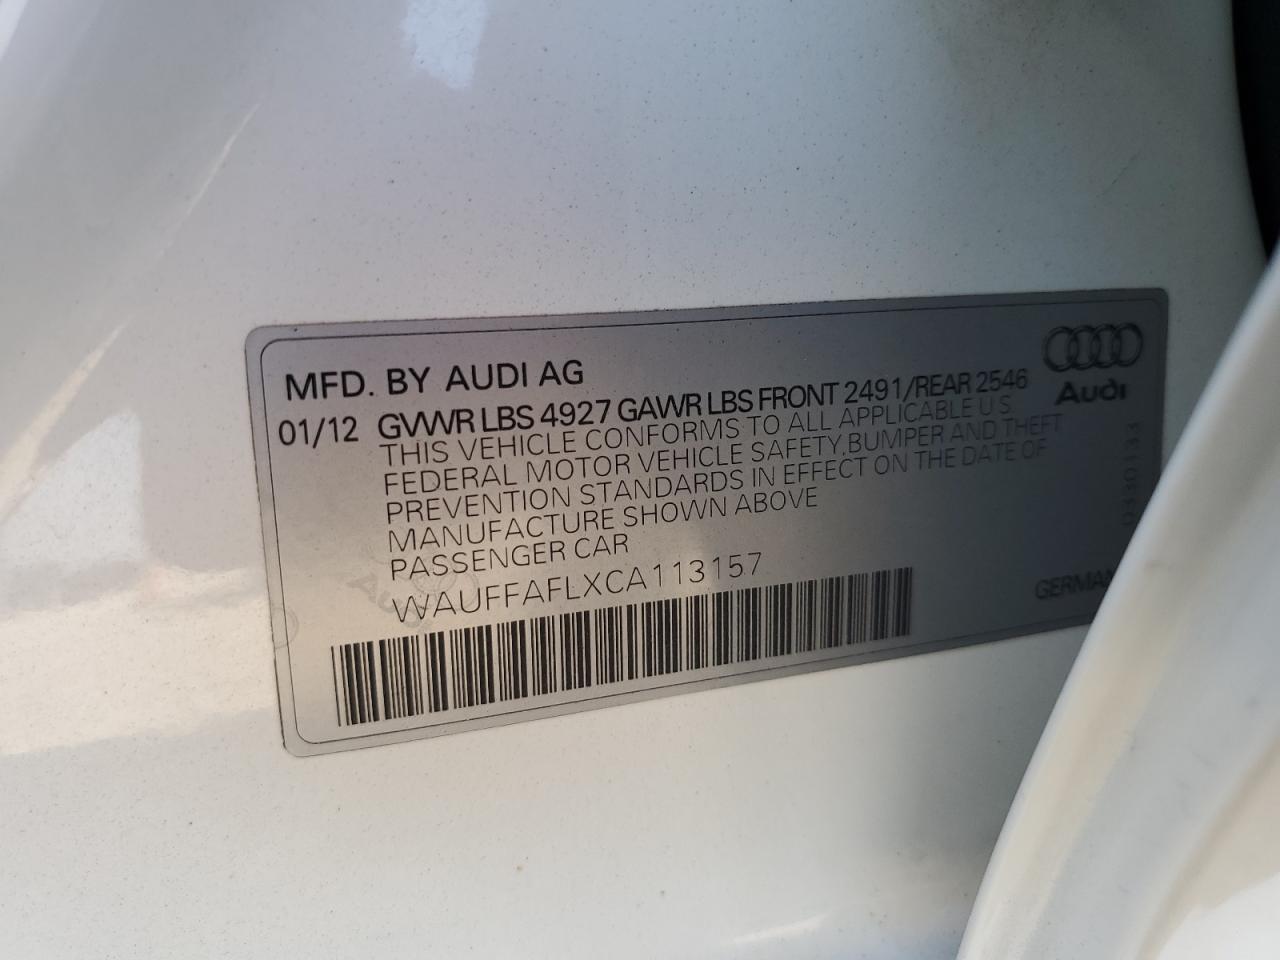 MFD. BY AUDI AG
01/12 GVWR LBS 4927 GAWR LBS FRONT 2491/REAR 2546
THIS VEHICLE CONFORMS TO ALL APPLICABLE U S
FEDERAL MOTOR VEHICLE SAFETY,BUMPER AND THEFT
PREVENTION STANDARDS IN EFFECT ON THE DATE OF
MANUFACTURE SHOWN ABOVE
PASSENGER CAR
WAUFFAFLXCA113157
Audi